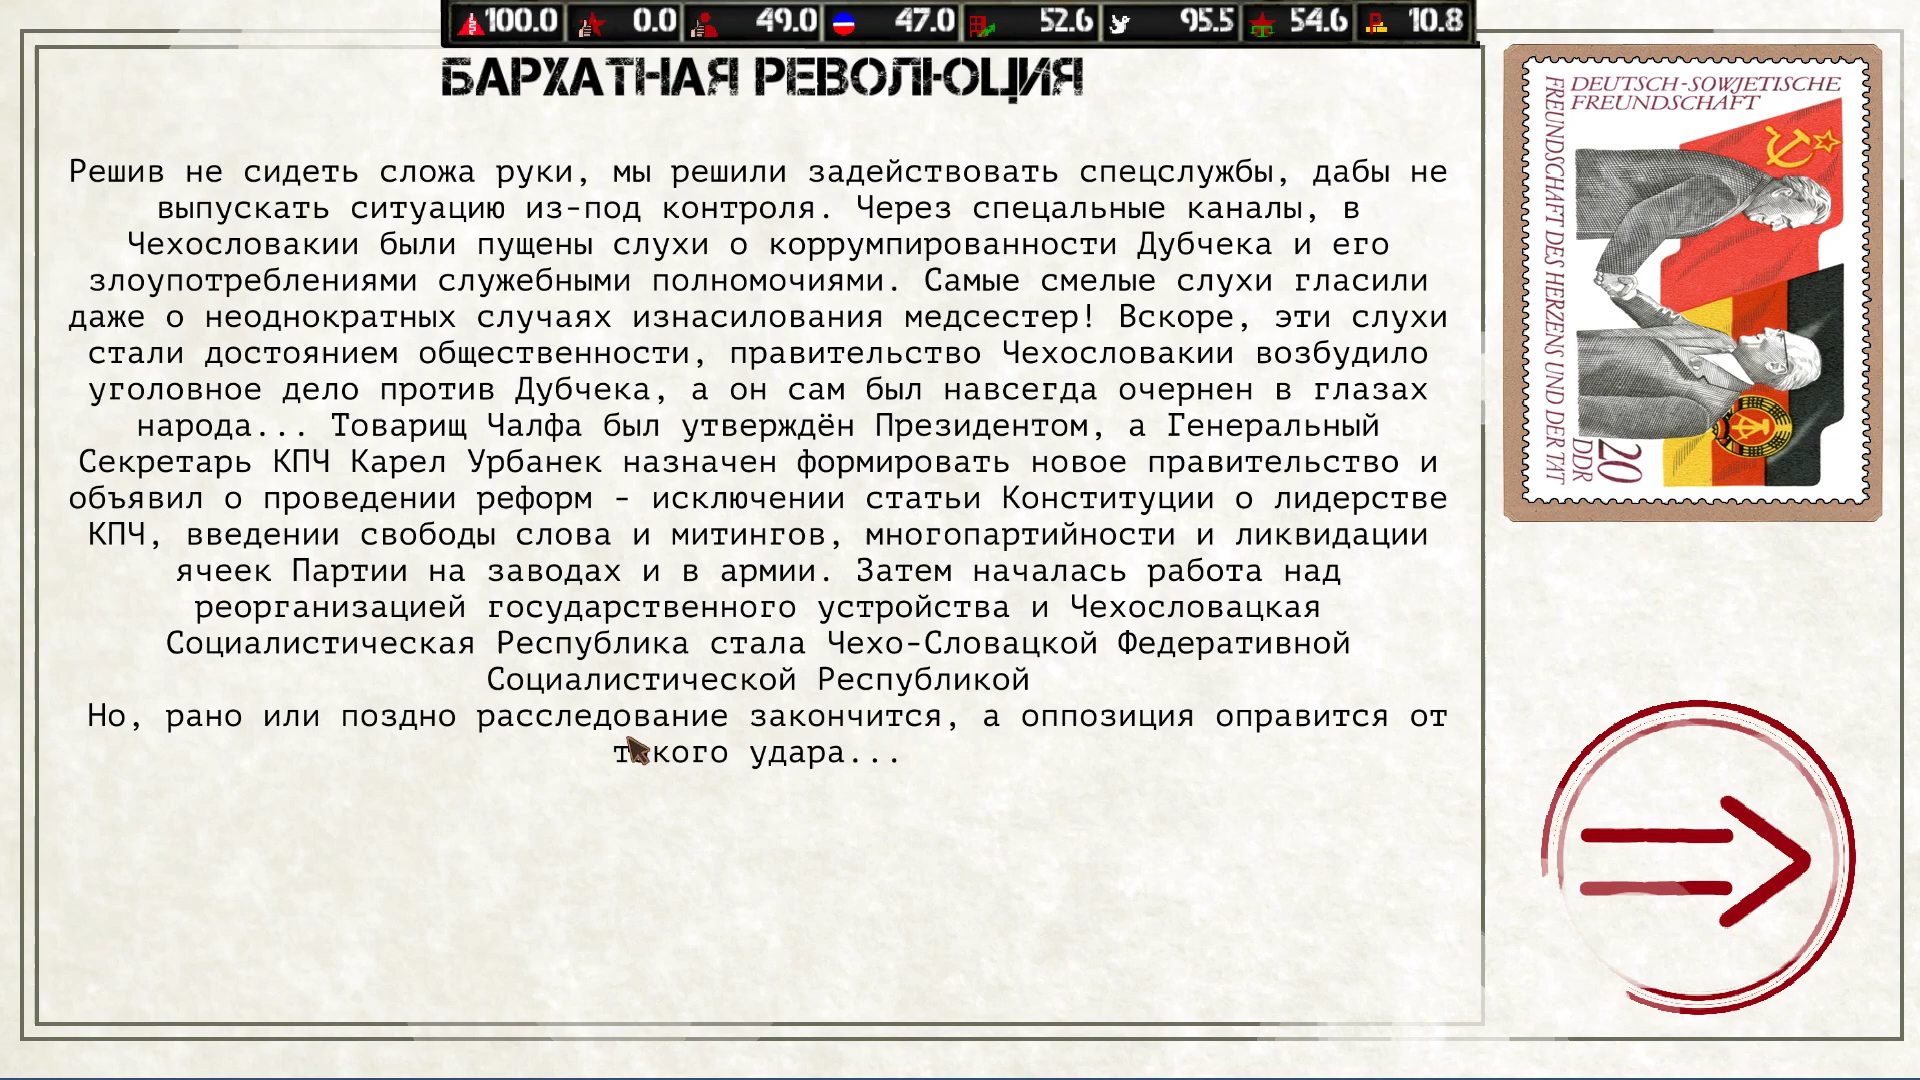 100.0 0.0 49.0 47.0 52.6 95.5 54.6 10.8
БАРХАТНАЯ РЕВОЛЮЦИЯ
Решив не сидеть сложа руки, мы решили задействовать спецслужбы, дабы не
выпускать ситуацию из-под контроля. Через спецальные каналы, в
Чехословакии были пущены слухи о коррумпированности Дубчека и его
злоупотреблениями служебными полномочиями. Самые смелые слухи гласили
даже о неоднократных случаях изнасилования медсестер! Вскоре, эти слухи
стали достоянием общественности, правительство Чехословакии возбудило
уголовное дело против Дубчека, а он сам был навсегда очернен в глазах
народа... Товарищ Чалфа был утверждён Президентом, а Генеральный
Секретарь КПЧ Карел Урбанек назначен формировать новое правительство и
объявил о проведении реформ - исключении статьи Конституции о лидерстве
КПЧ, введении свободы слова и митингов, многопартийности и ликвидации
ячеек Партии на заводах и в армии. Затем началась работа над
реорганизацией государственного устройства и Чехословацкая
Социалистическая Республика стала Чехо-Словацкой Федеративной
Социалистической Республикой
Но, рано или поздно расследование закончится, а оппозиция оправится от
такого удара...
DEUTSCH-SOWJETISCHE
FREUNDSCHAFT
FREUNDSCHAFT DES HERZENS UND DER TAT
DDR
20